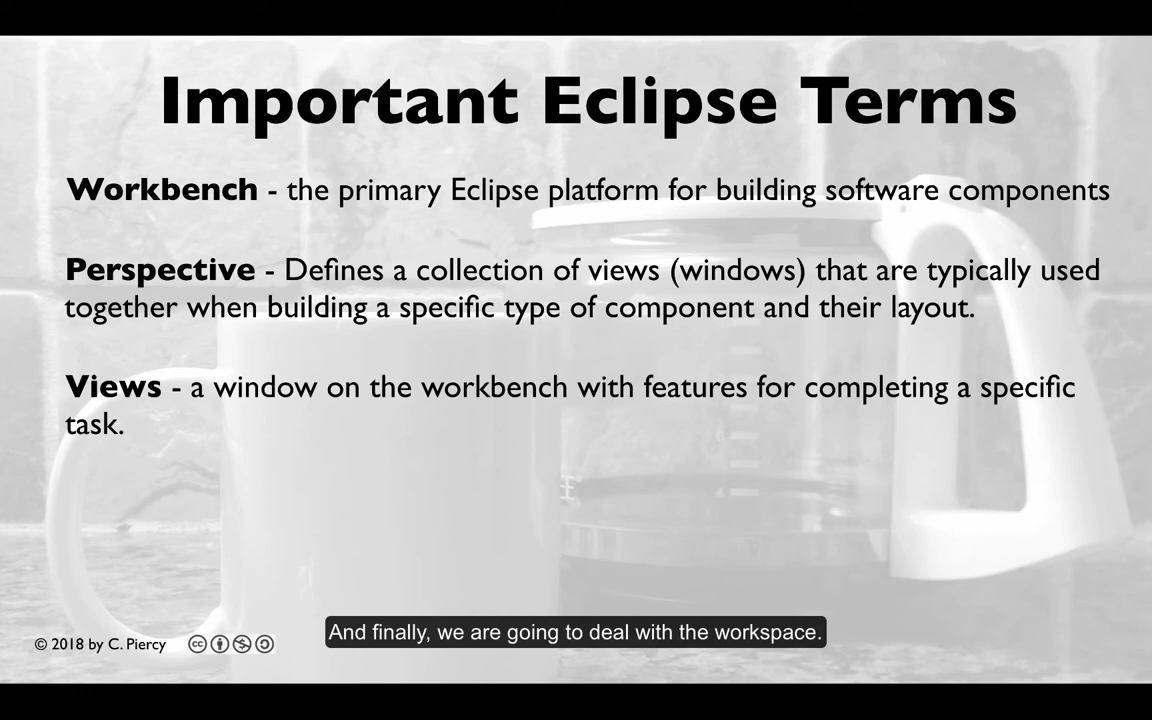 Important Eclipse Terms
Workbench - the primary Eclipse platform for building software components
Perspective - Defines a collection of views (windows) that are typically used
together when building a specific type of component and their layout.
Views - a window on the workbench with features for completing a specific
task.
And finally, we are going to deal with the workspace.
© 2018 by C. Piercy